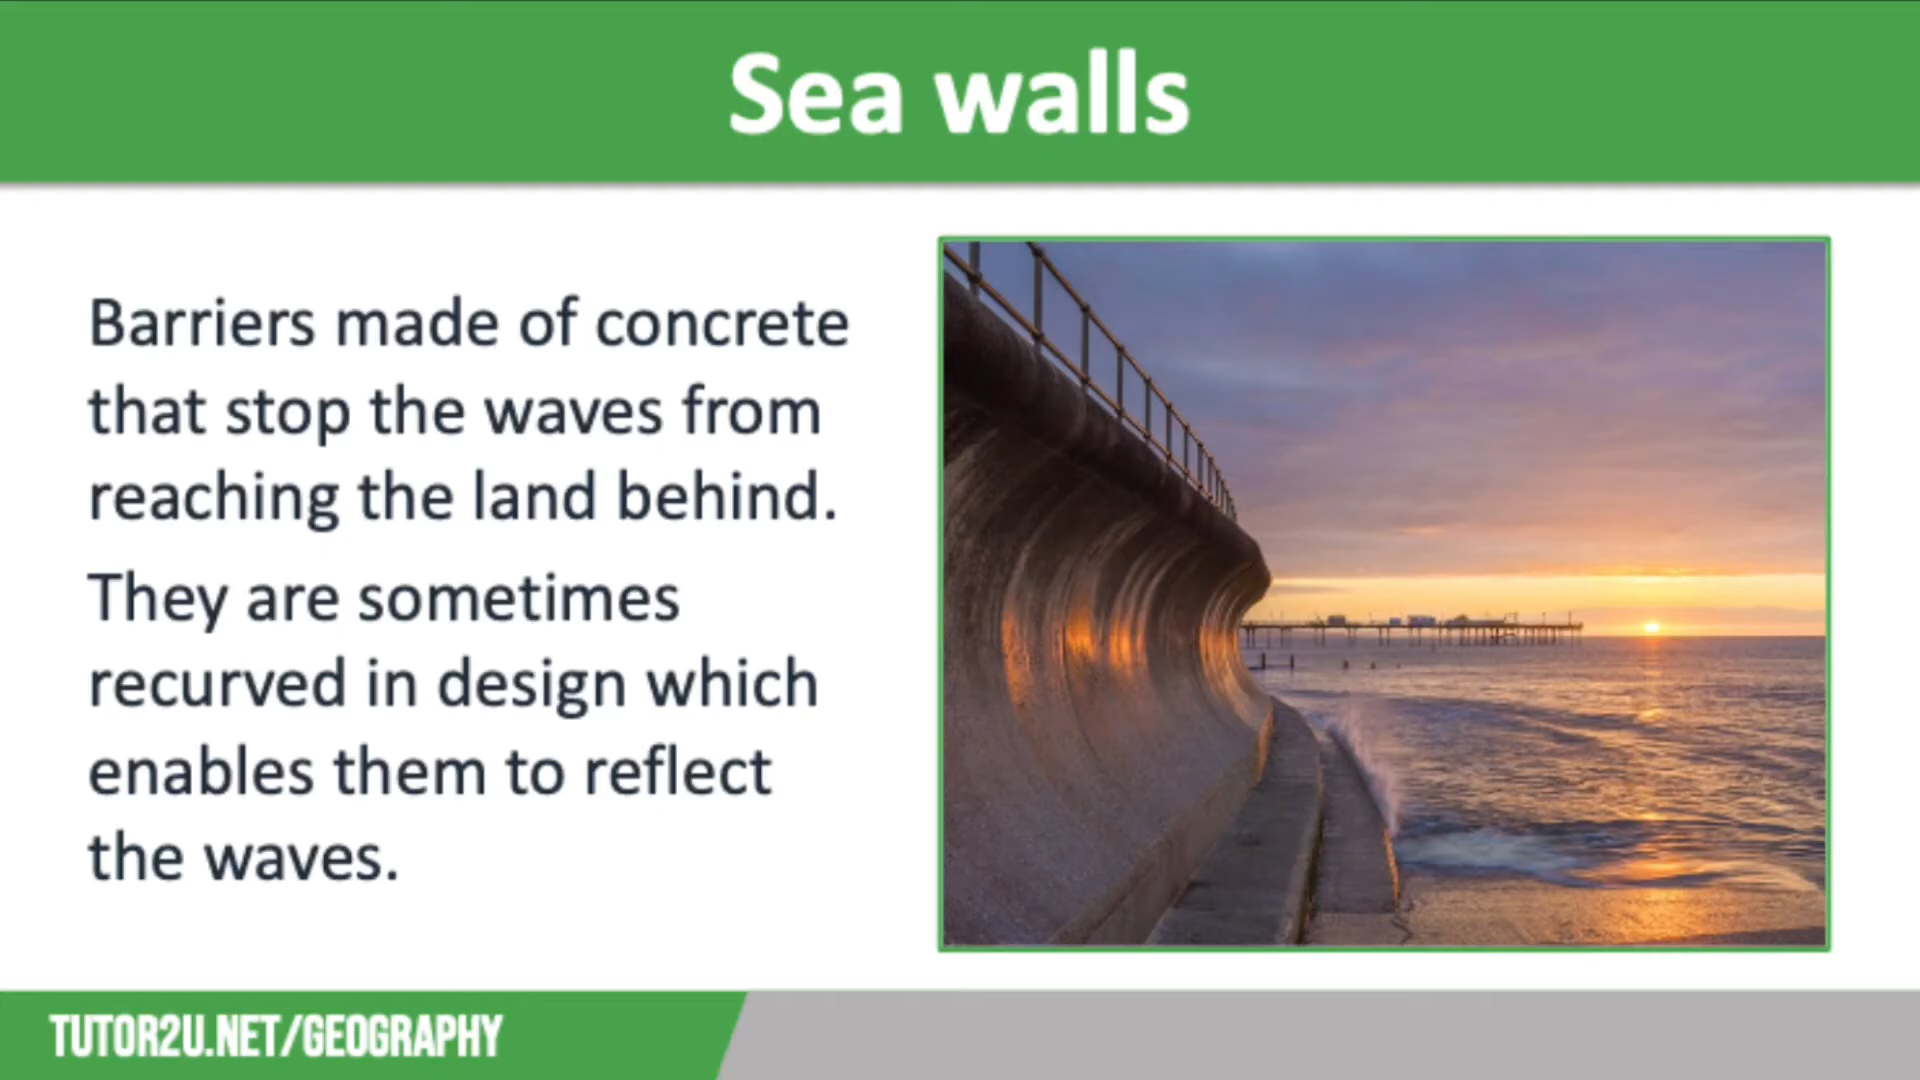 Sea walls
Barriers made of concrete
that stop the waves from
reaching the land behind.
They are sometimes
recurved in design which
enables them to reflect
the waves.
TUTOR2U.NET/GEOGRAPHY